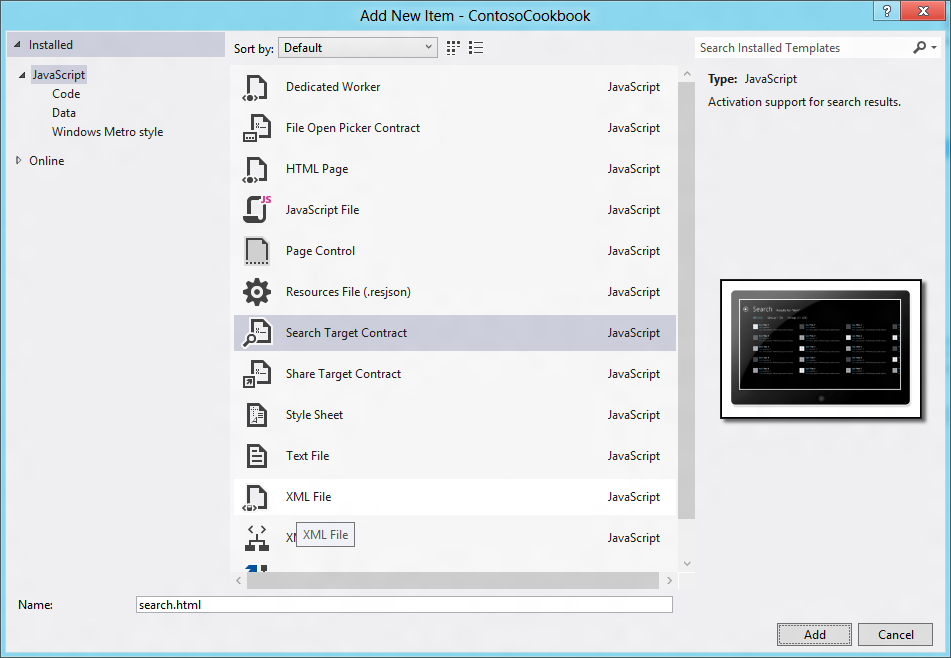 Add New Item - ContosoCookbook
?
Installed
Sort by: Default
Search Installed Templates
JavaScript
Code
Data
Windows Metro style
Online
Dedicated Worker JavaScript
File Open Picker Contract JavaScript
HTML Page JavaScript
JS
JavaScript File JavaScript
Page Control JavaScript
Resources File (.resjson) JavaScript
Search Target Contract JavaScript
Share Target Contract JavaScript
Style Sheet JavaScript
Text File JavaScript
XML File JavaScript
JavaScript
XML File
Type: JavaScript
Activation support for search results.
Search
Name: search.html
Add Cancel